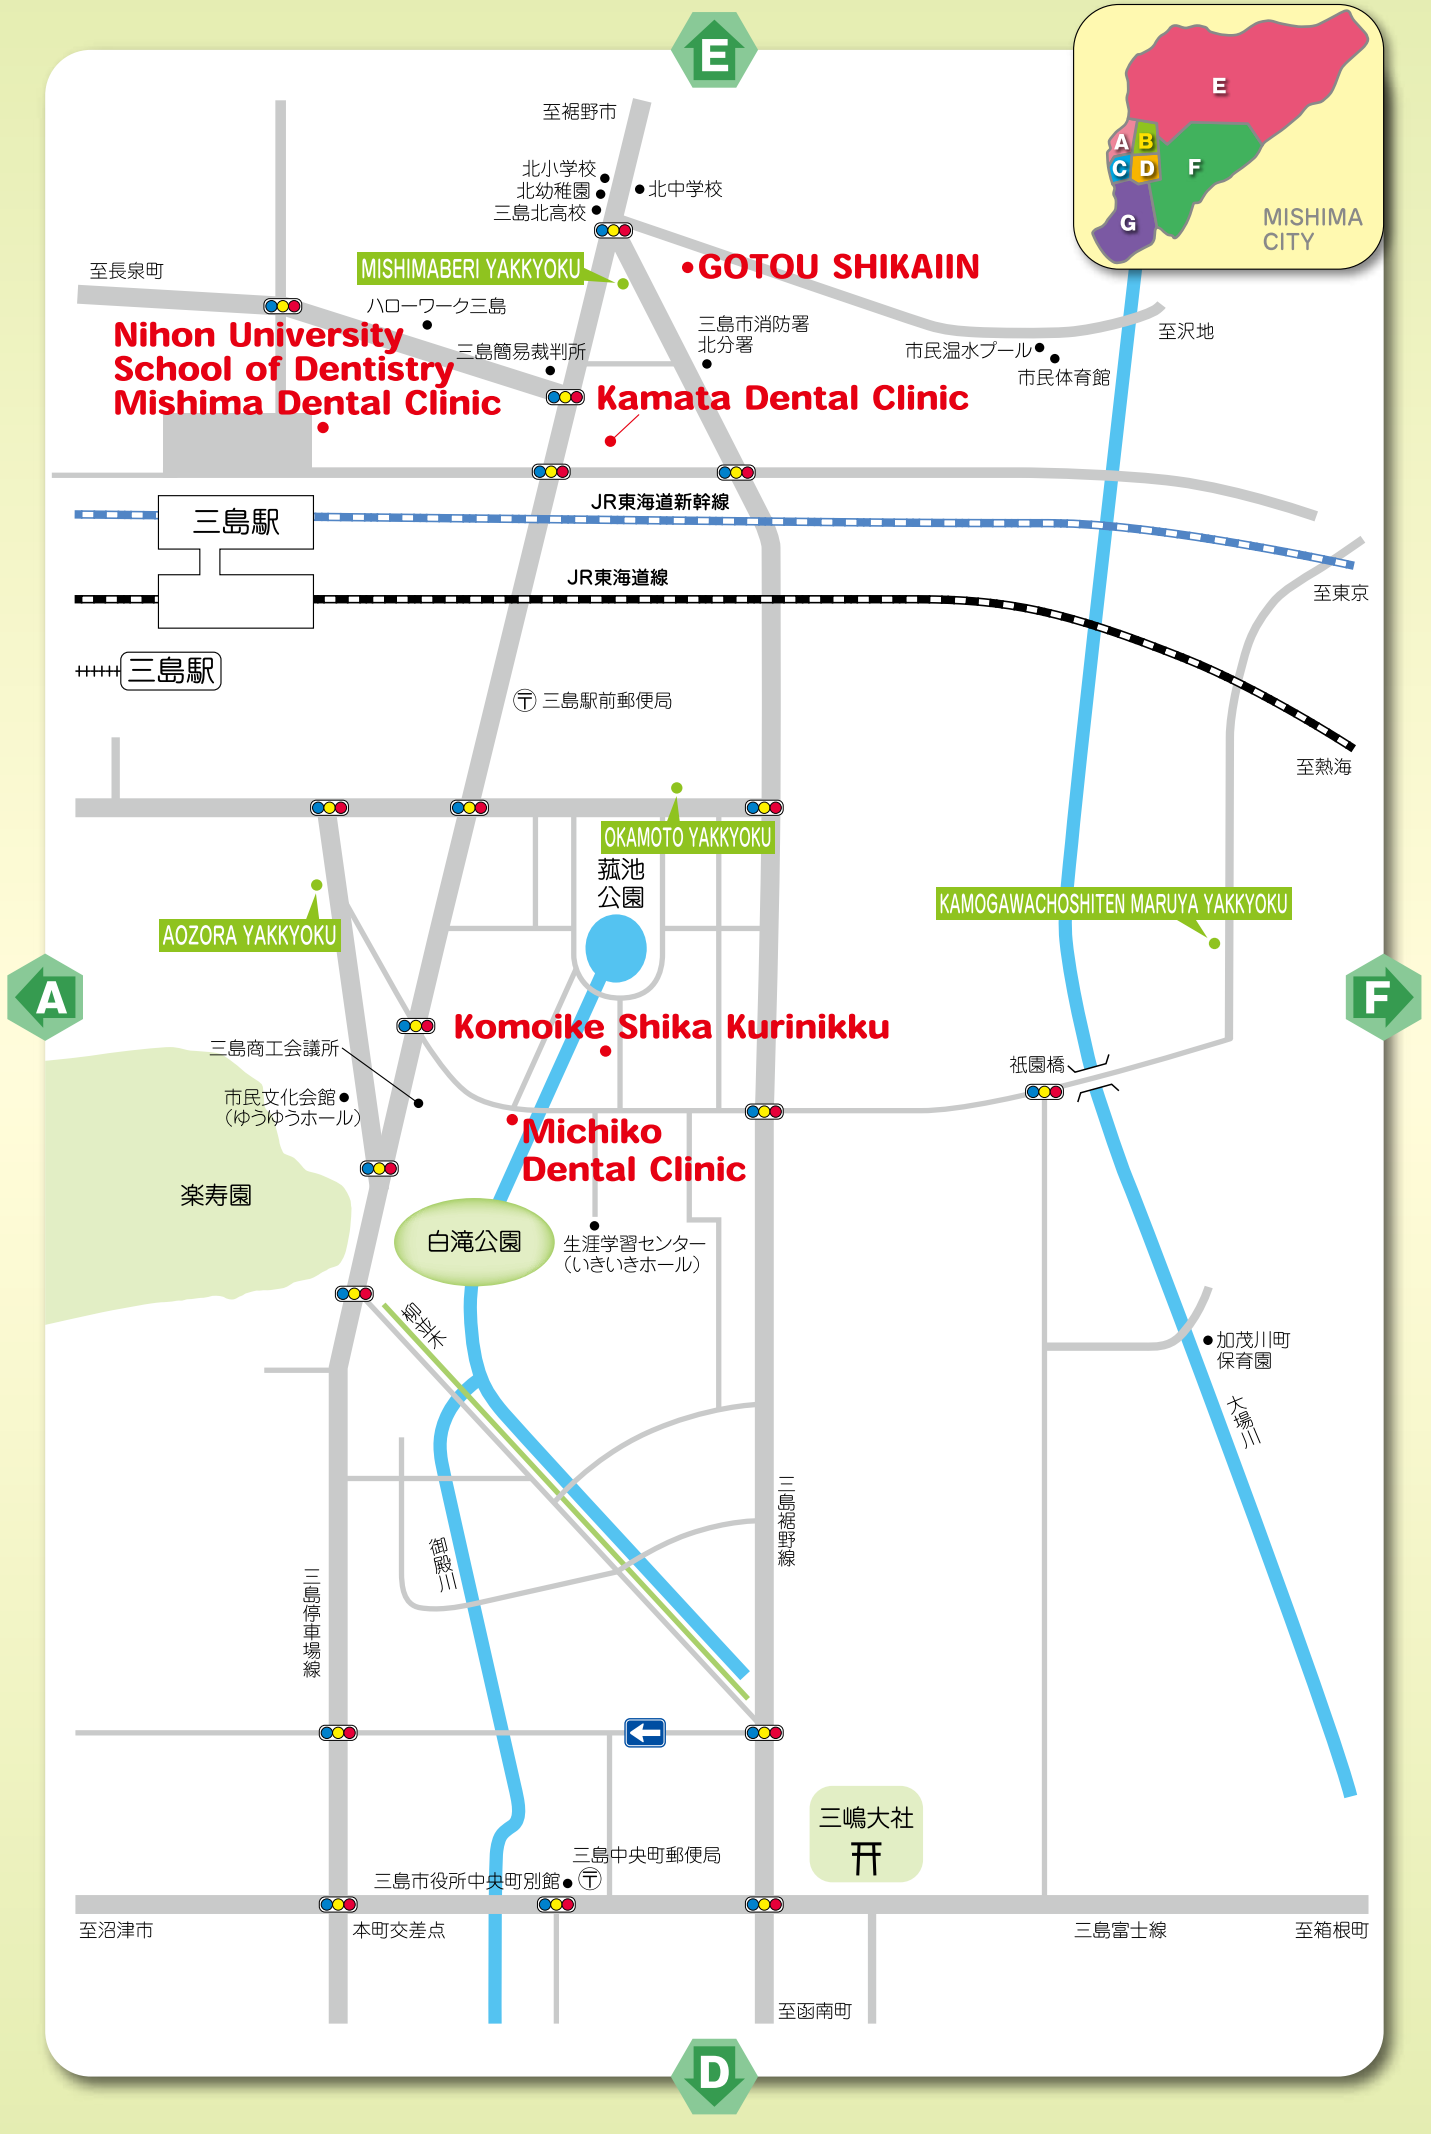 E
E
A
B
C
D
F
G
MISHIMA
CITY
至裾野市
北小学校
北幼稚園
三島北高校
北中学校
至長泉町
MISHIMABERI YAKKYOKU
GOTOU SHIKAIIN
ハローワーク三島
Nihon University
School of Dentistry
Mishima Dental Clinic
三島簡易裁判所
三島市消防署
北分署
至沢地
市民温水プール
市民体育館
Kamata Dental Clinic
JR東海道新幹線
三島駅
JR東海道線
至東京
三島駅
〒 三島駅前郵便局
至熱海
OKAMOTO YAKKYOKU
菰池
公園
KAMOGAWACHOSHITEN MARUYA YAKKYOKU
AOZORA YAKKYOKU
A
F
Komoike Shika Kurinikku
三島商工会議所
祇園橋
市民文化会館
(ゆうゆうホール)
Michiko
Dental Clinic
楽寿園
白滝公園
生涯学習センター
(いきいきホール)
柳並木
加茂川町
保育園
大場川
三島裾野線
御殿川
三島停車場線
三嶋大社
三島中央町郵便局
三島市役所中央町別館
〒
至沼津市
本町交差点
三島富士線
至箱根町
至函南町
D